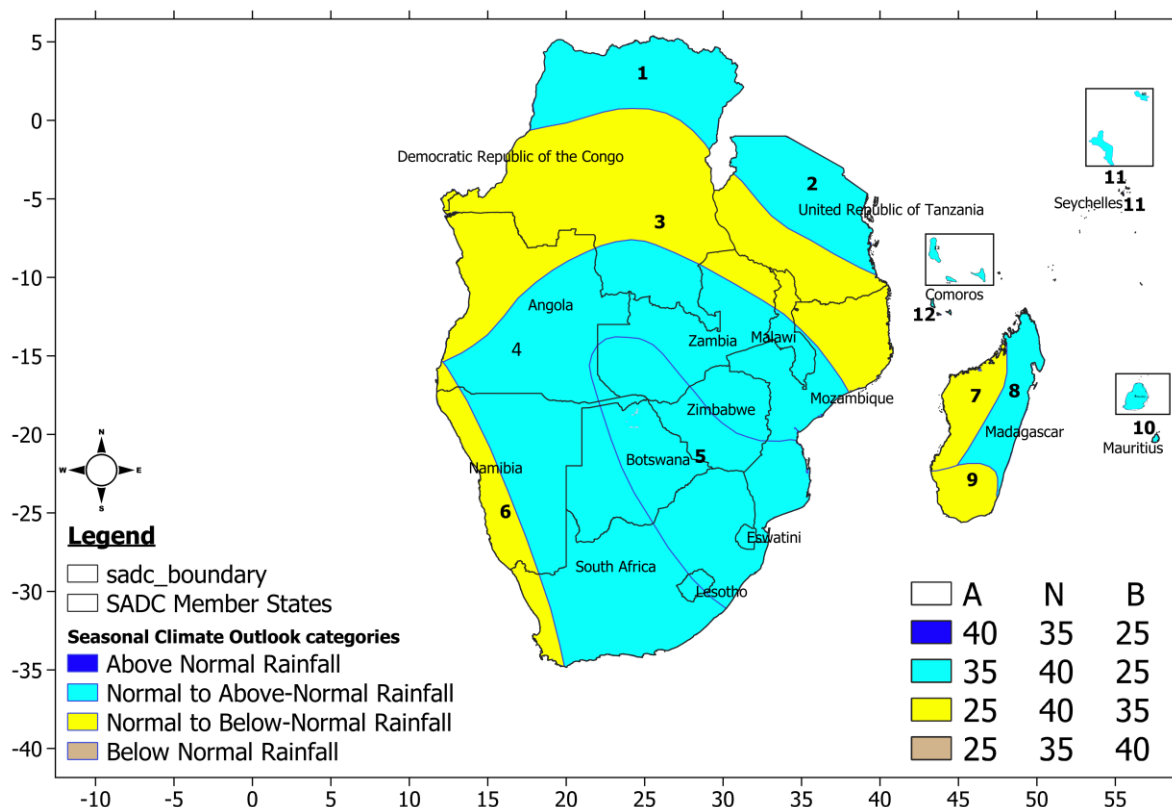 5
0
-5
-10
-15
-20
-25
-30
-35
-40
-10
-5
0
5
10
15
20
25
30
35
40
45
50
55
1
Democratic Republic of the Congo
2
United Republic of Tanzania
3
11
Seychelles 11
Comoros
12
Angola
4
Zambia
Malawi
Mozambique
Zimbabwe
Botswana 5
Namibia
6
7
8
Madagascar
9
10
Mauritius
Eswatini
South Africa
Lesotho
N
W E
S
Legend
sadc_boundary
SADC Member States
Seasonal Climate Outlook categories
Above Normal Rainfall
Normal to Above-Normal Rainfall
Normal to Below-Normal Rainfall
Below Normal Rainfall
A N B
40 35 25
35 40 25
25 40 35
25 35 40